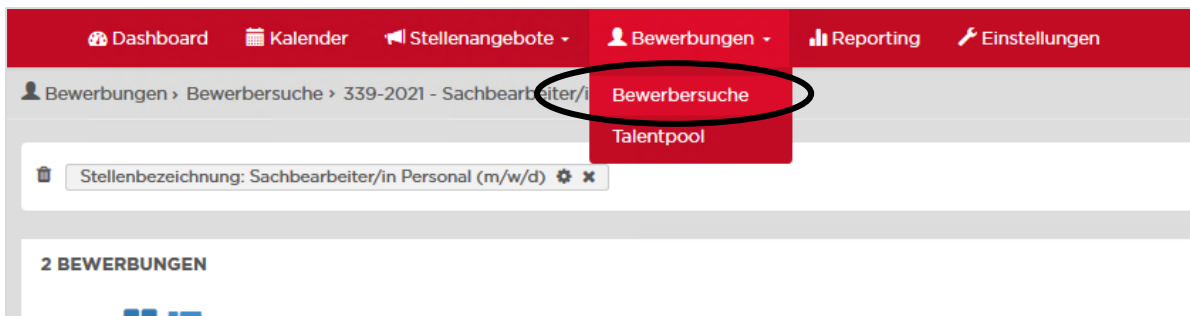 Dashboard Kalender Stellenangebote Bewerbungen Reporting Einstellungen
Bewerbungen › Bewerbersuche › 339-2021 - Sachbearbeiter/i
Bewerbersuche
Talentpool
Stellenbezeichnung: Sachbearbeiter/in Personal (m/w/d)
2 BEWERBUNGEN